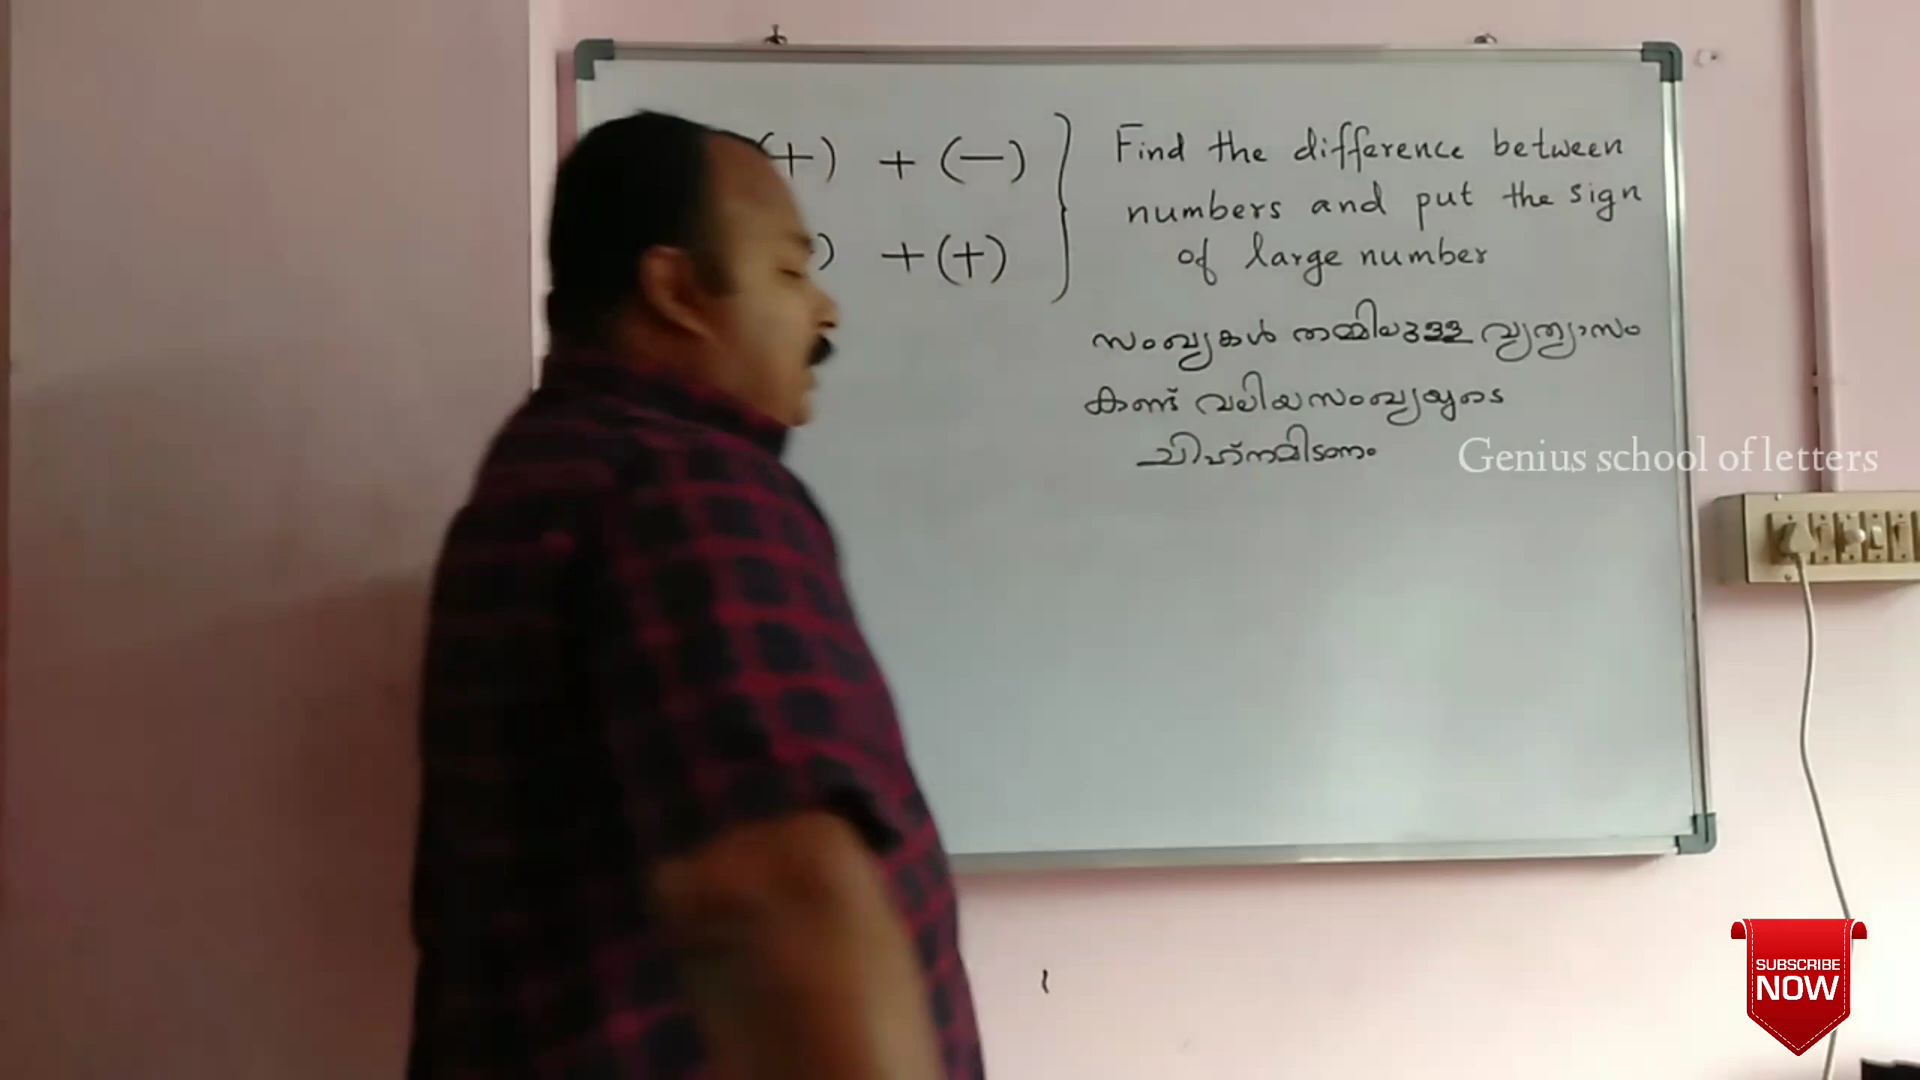 (+) + (-) } Find the difference between
numbers and put the sign
) +(+) of large number
സംഖ്യകൾ തമ്മിലുള്ള വ്യത്യാസം
കണ്ട് വലിയ സംഖ്യയുടെ
ചിഹ്നമിടണം
Genius school of letters
SUBSCRIBE
NOW